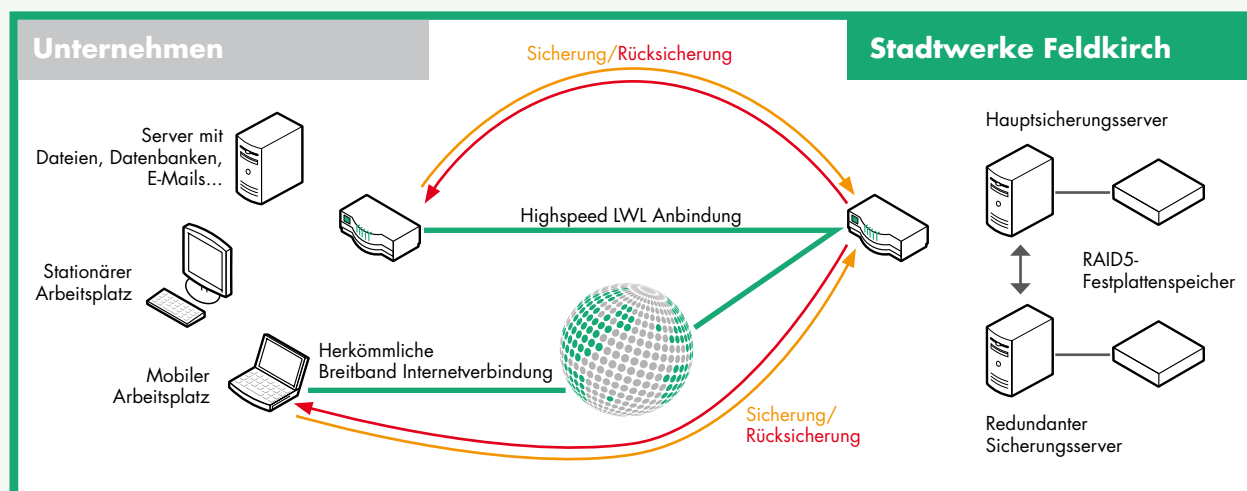 Unternehmen
Sicherung/Rücksicherung
Stadtwerke Feldkirch
Server mit
Dateien, Datenbanken,
E-Mails...
Hauptsicherungsserver
Highspeed LWL Anbindung
Stationärer
Arbeitsplatz
RAID5-
Festplattenspeicher
Herkömmliche
Breitband Internetverbindung
Mobiler
Arbeitsplatz
Sicherung/
Rücksicherung
Redundanter
Sicherungsserver